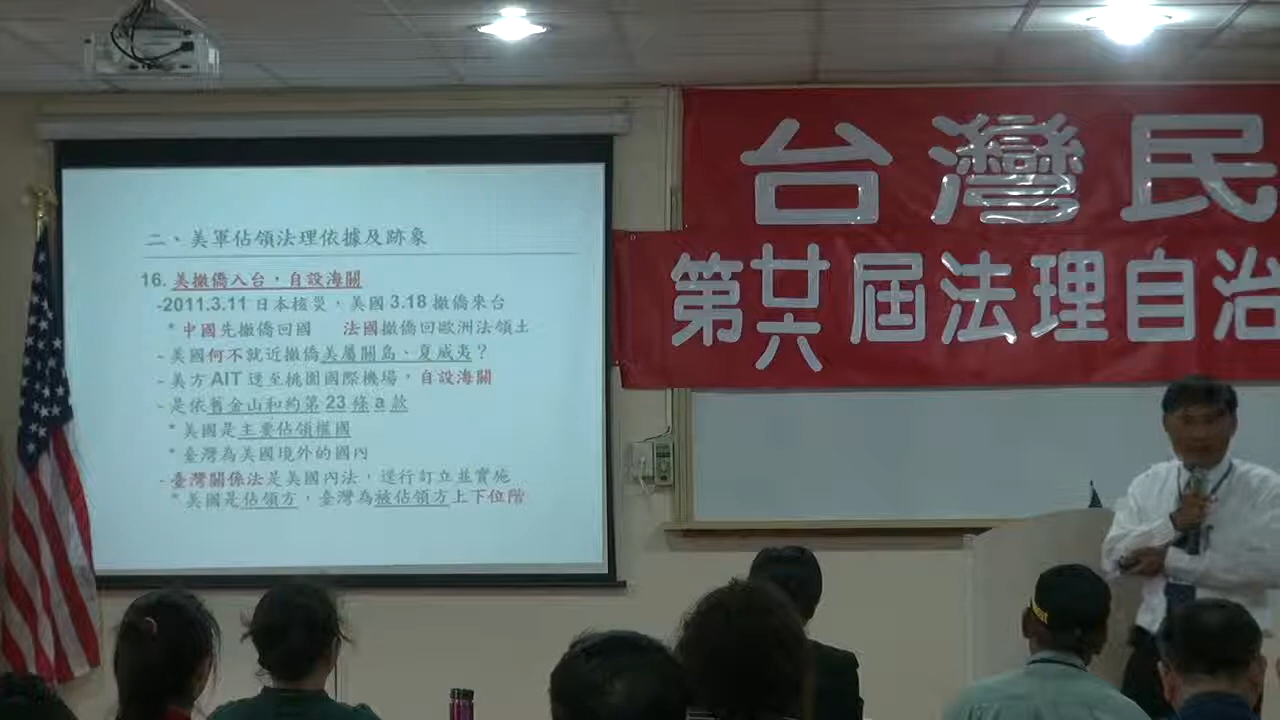 二、美軍佔領法理依據及跡象
16. 美撤僑入台，自設海關
-2011.3.11 日本核災，美國 3.18 撤僑來台
* 中國先撤僑回國 法國撤僑回歐洲法領土
- 美國何不就近撤僑美屬關島、夏威夷？
- 美方 AIT 逕至桃園國際機場，自設海關
- 是依舊金山和約第 23 條 a 款
* 美國是主要佔領權國
* 臺灣為美國境外的國內
- 臺灣關係法是美國內法，逕行訂立並實施
* 美國是佔領方，臺灣為被佔領方上下位階
台灣民
第廿六屆法理自治